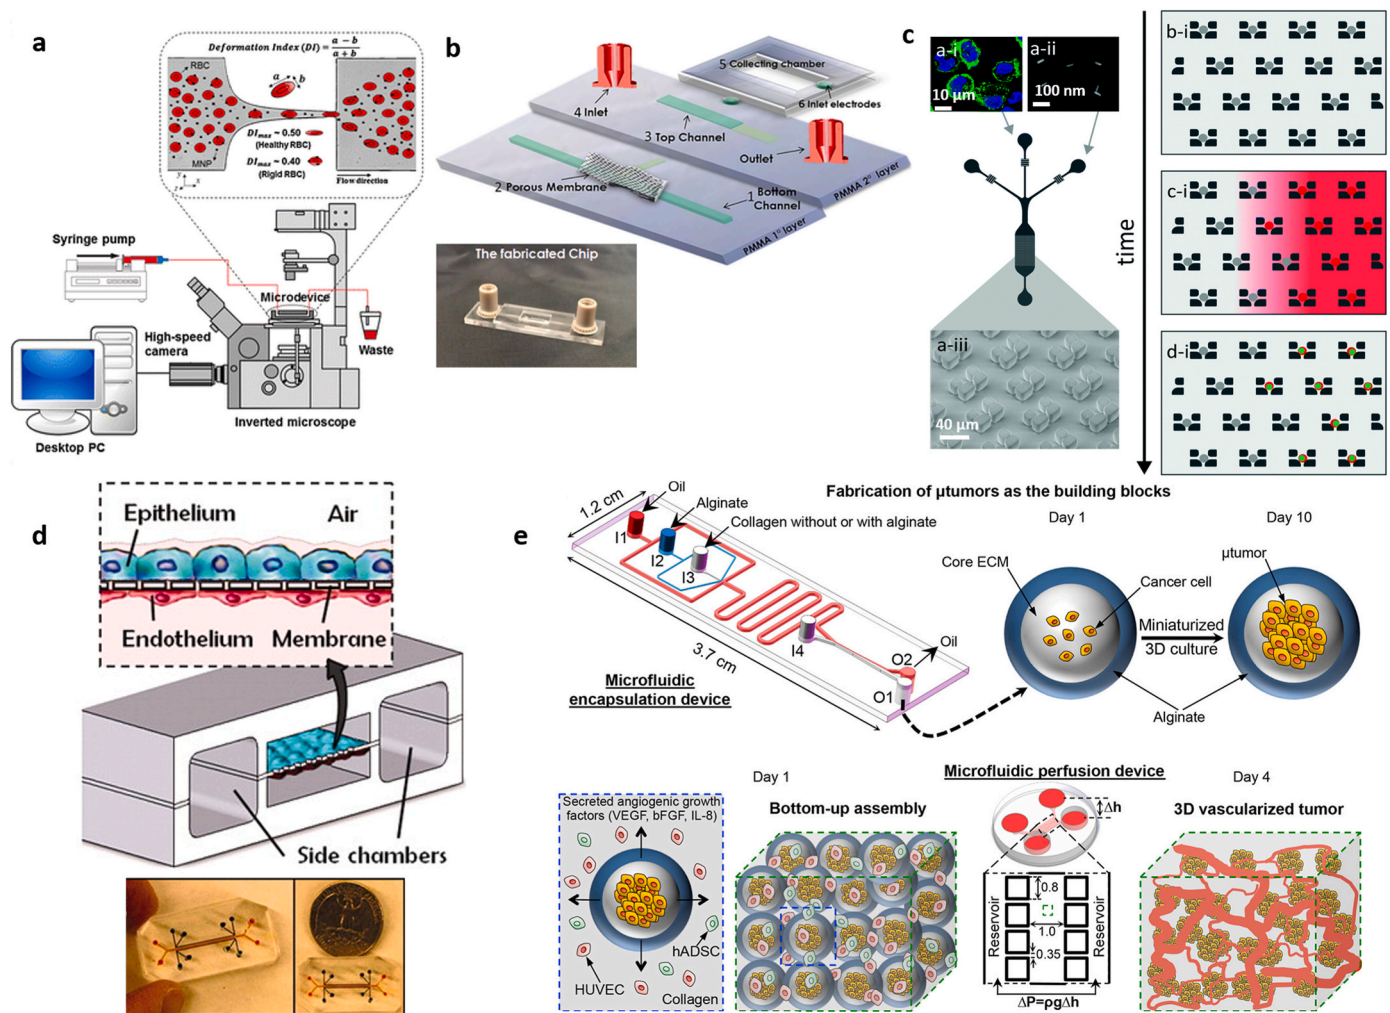 a
Deformation Index (DI) = a − b / a + b
RBC
a
b
DImax ~ 0.50
(Healthy RBC)
DImax ~ 0.40
(Rigid RBC)
MNP
y
z
x
Flow direction
Syringe pump
Microdevice
High-speed
camera
Waste
Inverted microscope
Desktop PC
b
5 Collecting chamber
6 Inlet electrodes
4 Inlet
3 Top Channel
Outlet
2 Porous Membrane
1 Bottom
Channel
PMMA 1° layer
PMMA 2° layer
The fabricated Chip
c
a-i
10 µm
a-ii
100 nm
a-iii
40 µm
time
b-i
c-i
d-i
d
Epithelium
Air
Endothelium
Membrane
Side chambers
e
Fabrication of µtumors as the building blocks
1.2 cm
Oil
Alginate
Collagen without or with alginate
I1
I2
I3
I4
3.7 cm
O2
Oil
O1
Microfluidic
encapsulation device
Day 1
Day 10
Core ECM
Cancer cell
µtumor
Miniaturized
3D culture
Alginate
Day 1
Microfluidic perfusion device
Day 4
Secreted angiogenic growth
factors (VEGF, bFGF, IL-8)
hADSC
HUVEC
Collagen
Bottom-up assembly
Δh
Reservoir
0.8
1.0
0.35
Reservoir
ΔP=ρgΔh
3D vascularized tumor